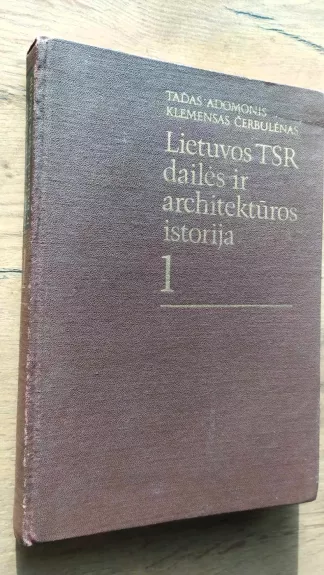 TADAS ADOMONIS
KLEMENSAS ČERBULĖNAS
Lietuvos TSR
dailės ir
architektūros
istorija
1